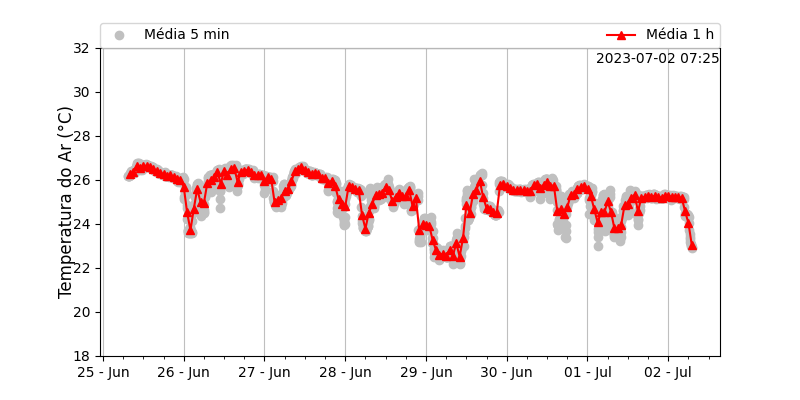 Média 5 min
Média 1 h
2023-07-02 07:25
Temperatura do Ar (°C)
32
30
28
26
24
22
20
18
25 - Jun
26 - Jun
27 - Jun
28 - Jun
29 - Jun
30 - Jun
01 - Jul
02 - Jul